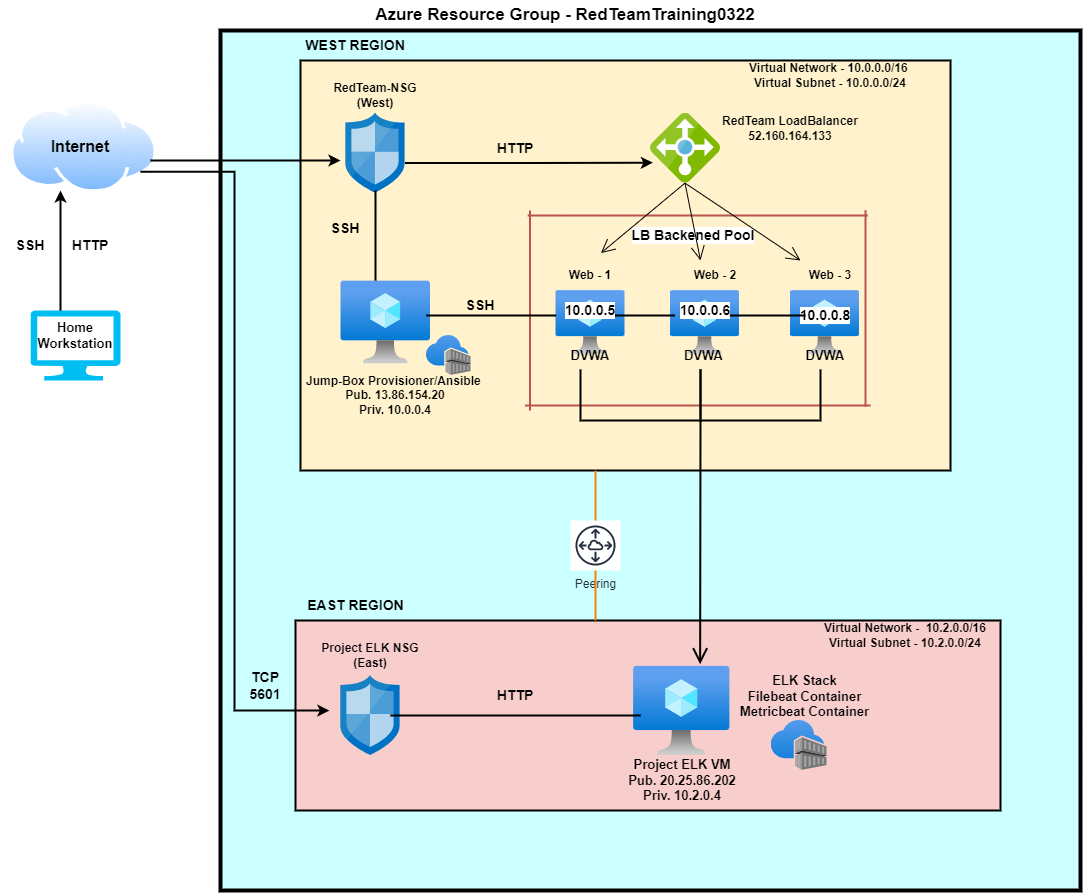 Azure Resource Group - RedTeamTraining0322
WEST REGION
Virtual Network - 10.0.0.0/16
Virtual Subnet - 10.0.0.0/24
RedTeam-NSG
(West)
RedTeam LoadBalancer
52.160.164.133
Internet
HTTP
SSH
LB Backened Pool
SSH
HTTP
Web - 1
Web - 2
Web - 3
SSH
10.0.0.5
10.0.0.6
10.0.0.8
Home
Workstation
DVWA
DVWA
DVWA
Jump-Box Provisioner/Ansible
Pub. 13.86.154.20
Priv. 10.0.0.4
Peering
EAST REGION
Virtual Network - 10.2.0.0/16
Virtual Subnet - 10.2.0.0/24
Project ELK NSG
(East)
TCP
5601
HTTP
ELK Stack
Filebeat Container
Metricbeat Container
Project ELK VM
Pub. 20.25.86.202
Priv. 10.2.0.4